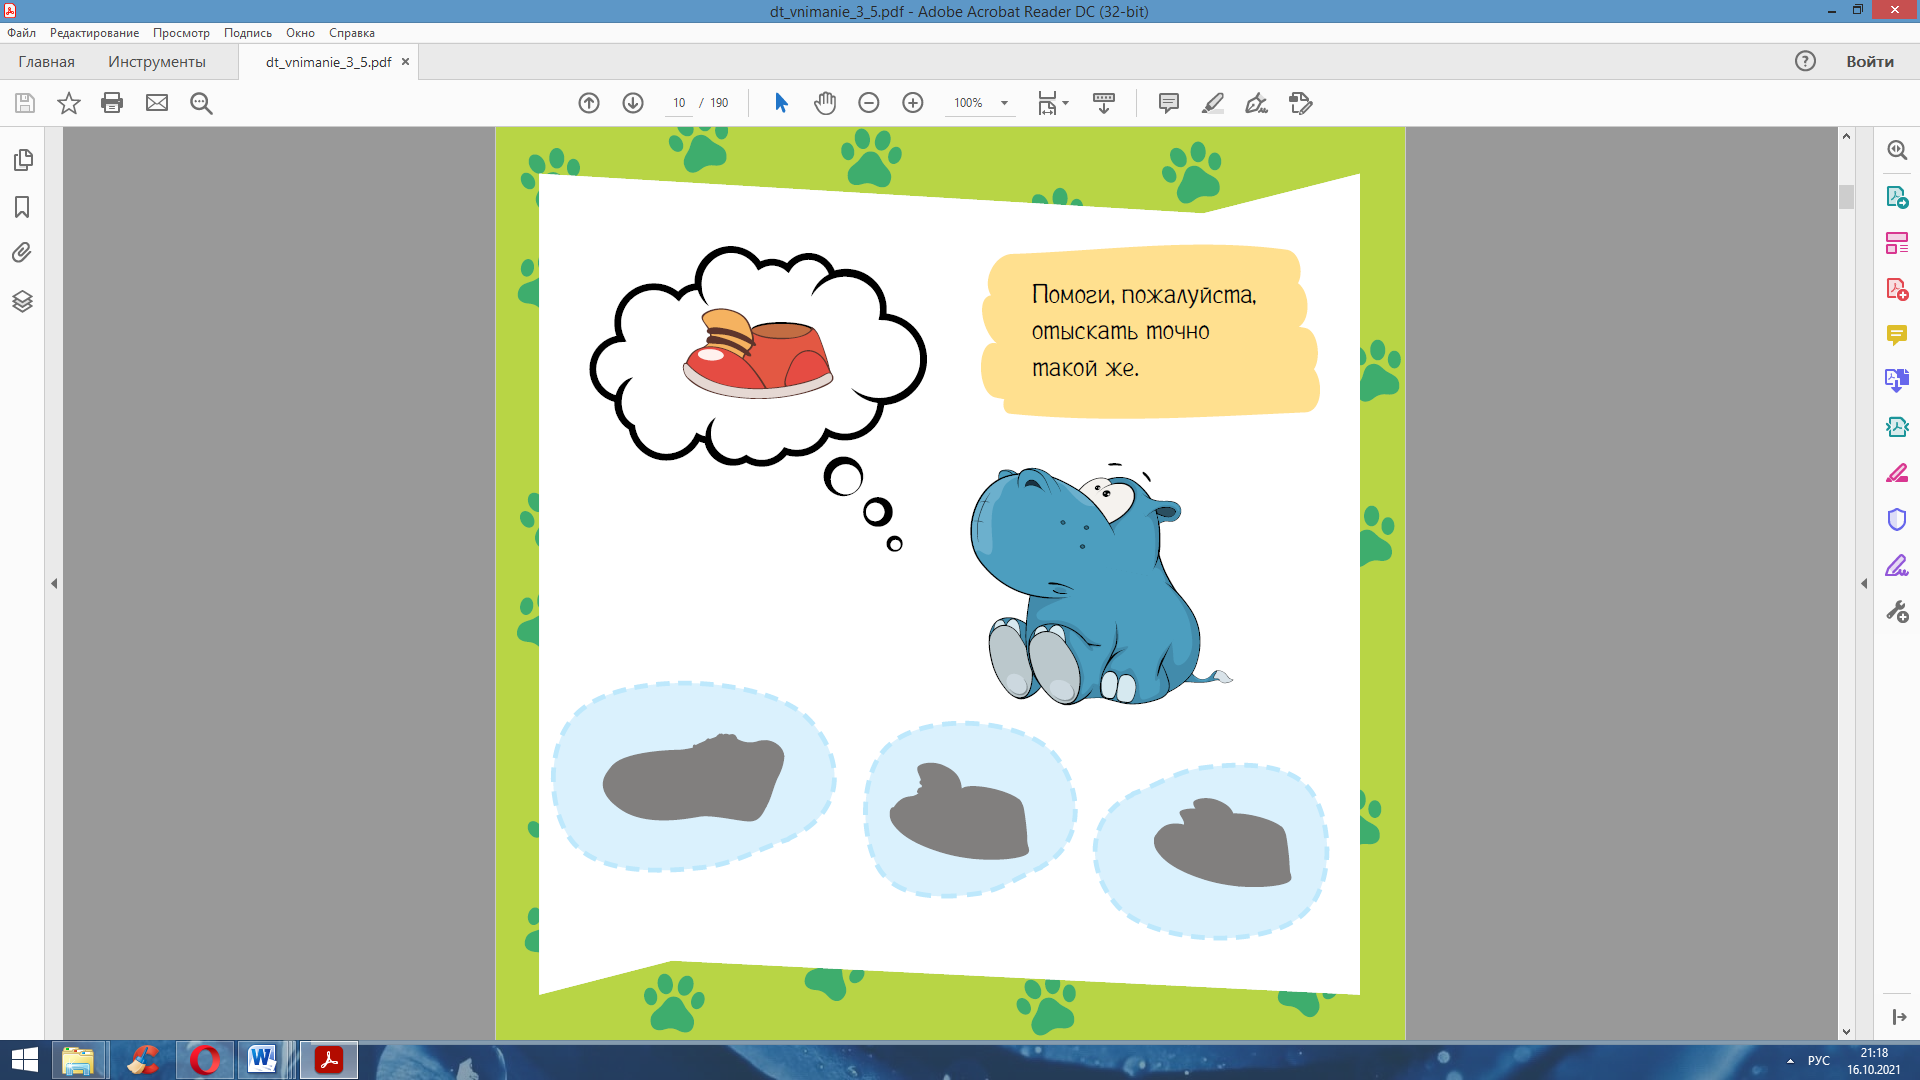 dt_vnimanie_3_5.pdf - Adobe Acrobat Reader DC (32-bit)
Файл Редактирование Просмотр Подпись Окно Справка
Главная Инструменты dt_vnimanie_3_5.pdf × Войти
10 / 190 100%
Помоги, пожалуйста,
отыскать точно
такой же.
РУС 21:18
16.10.2021